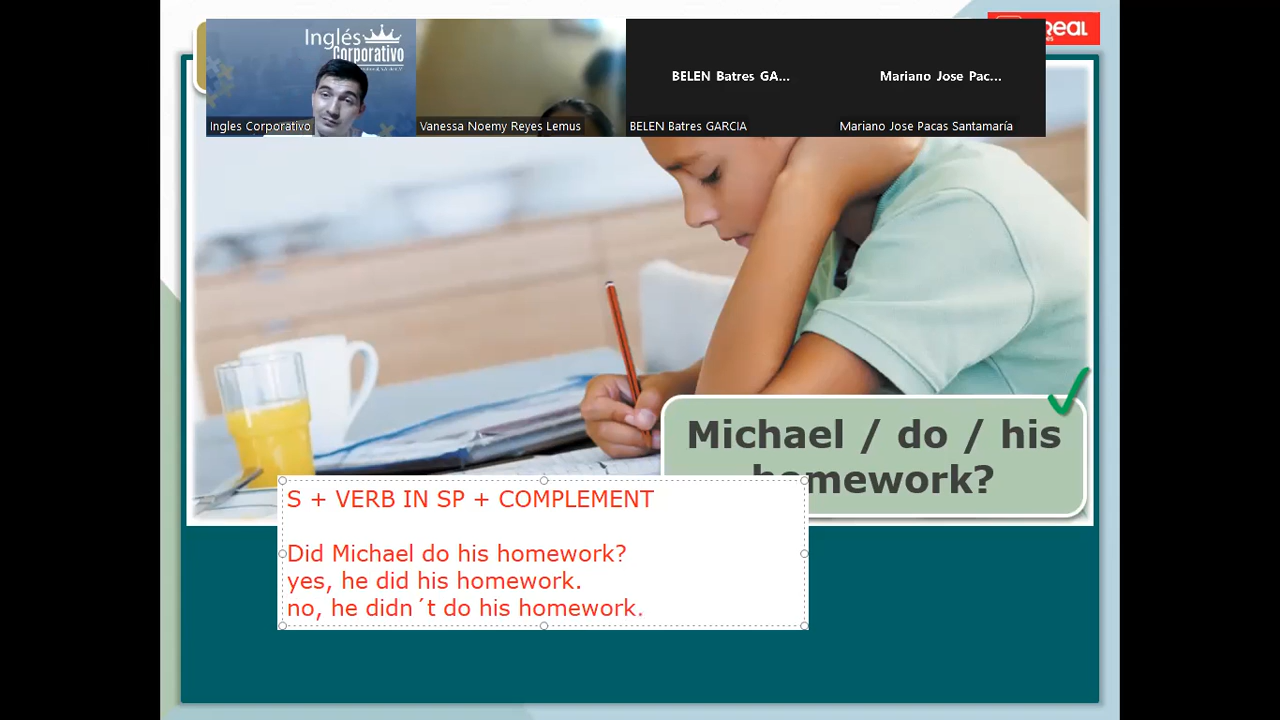 Inglés
Corporativo
Ingles Corporativo
Vanessa Noemy Reyes Lemus
BELEN Batres GA...
BELEN Batres GARCIA
Mariano Jose Pac...
Mariano Jose Pacas Santamaría
Michael / do / his
homework?
S + VERB IN SP + COMPLEMENT
Did Michael do his homework?
yes, he did his homework.
no, he didn´t do his homework.